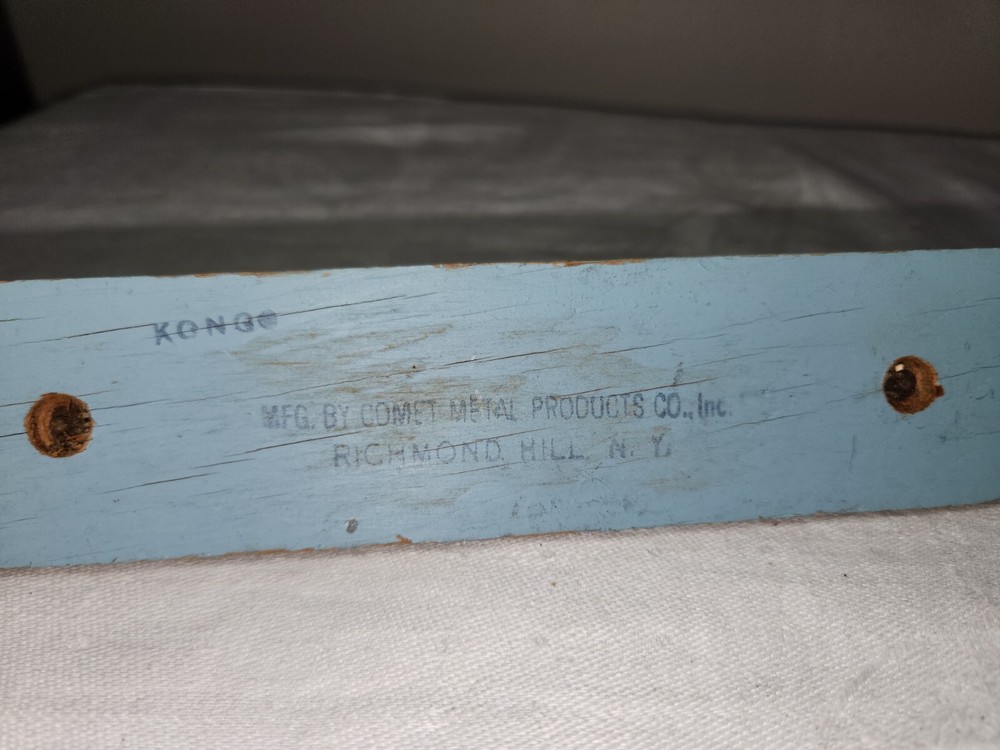 KONGO
MFG. BY COMET METAL PRODUCTS CO., Inc.
RICHMOND HILL, N. Y.